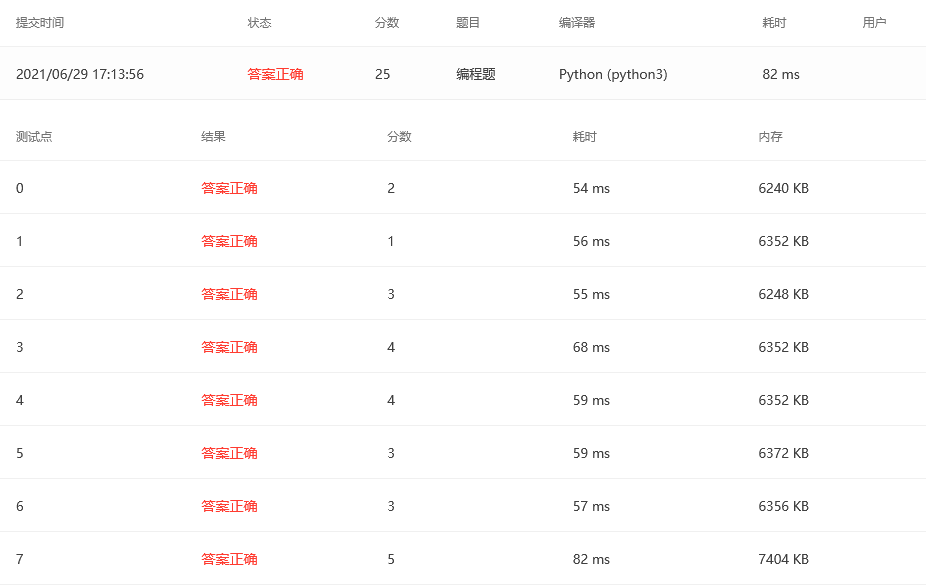 提交时间 状态 分数 题目 编译器 耗时 用户
2021/06/29 17:13:56 答案正确 25 编程题 Python (python3) 82 ms
测试点 结果 分数 耗时 内存
0 答案正确 2 54 ms 6240 KB
1 答案正确 1 56 ms 6352 KB
2 答案正确 3 55 ms 6248 KB
3 答案正确 4 68 ms 6352 KB
4 答案正确 4 59 ms 6352 KB
5 答案正确 3 59 ms 6372 KB
6 答案正确 3 57 ms 6356 KB
7 答案正确 5 82 ms 7404 KB